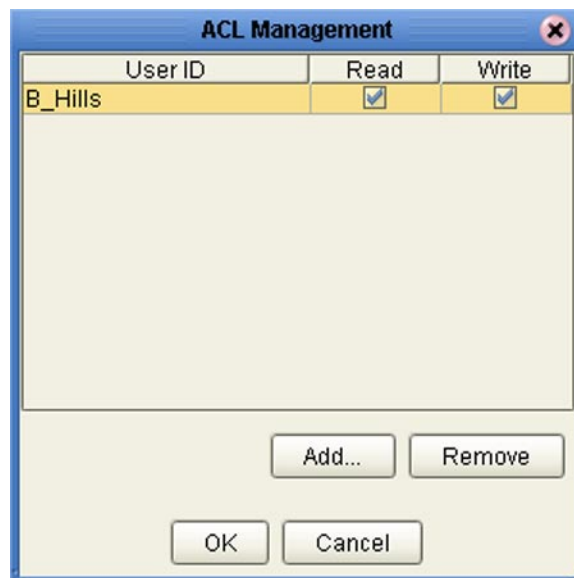 ACL Management
User ID Read Write
B_Hills
Add... Remove
OK Cancel